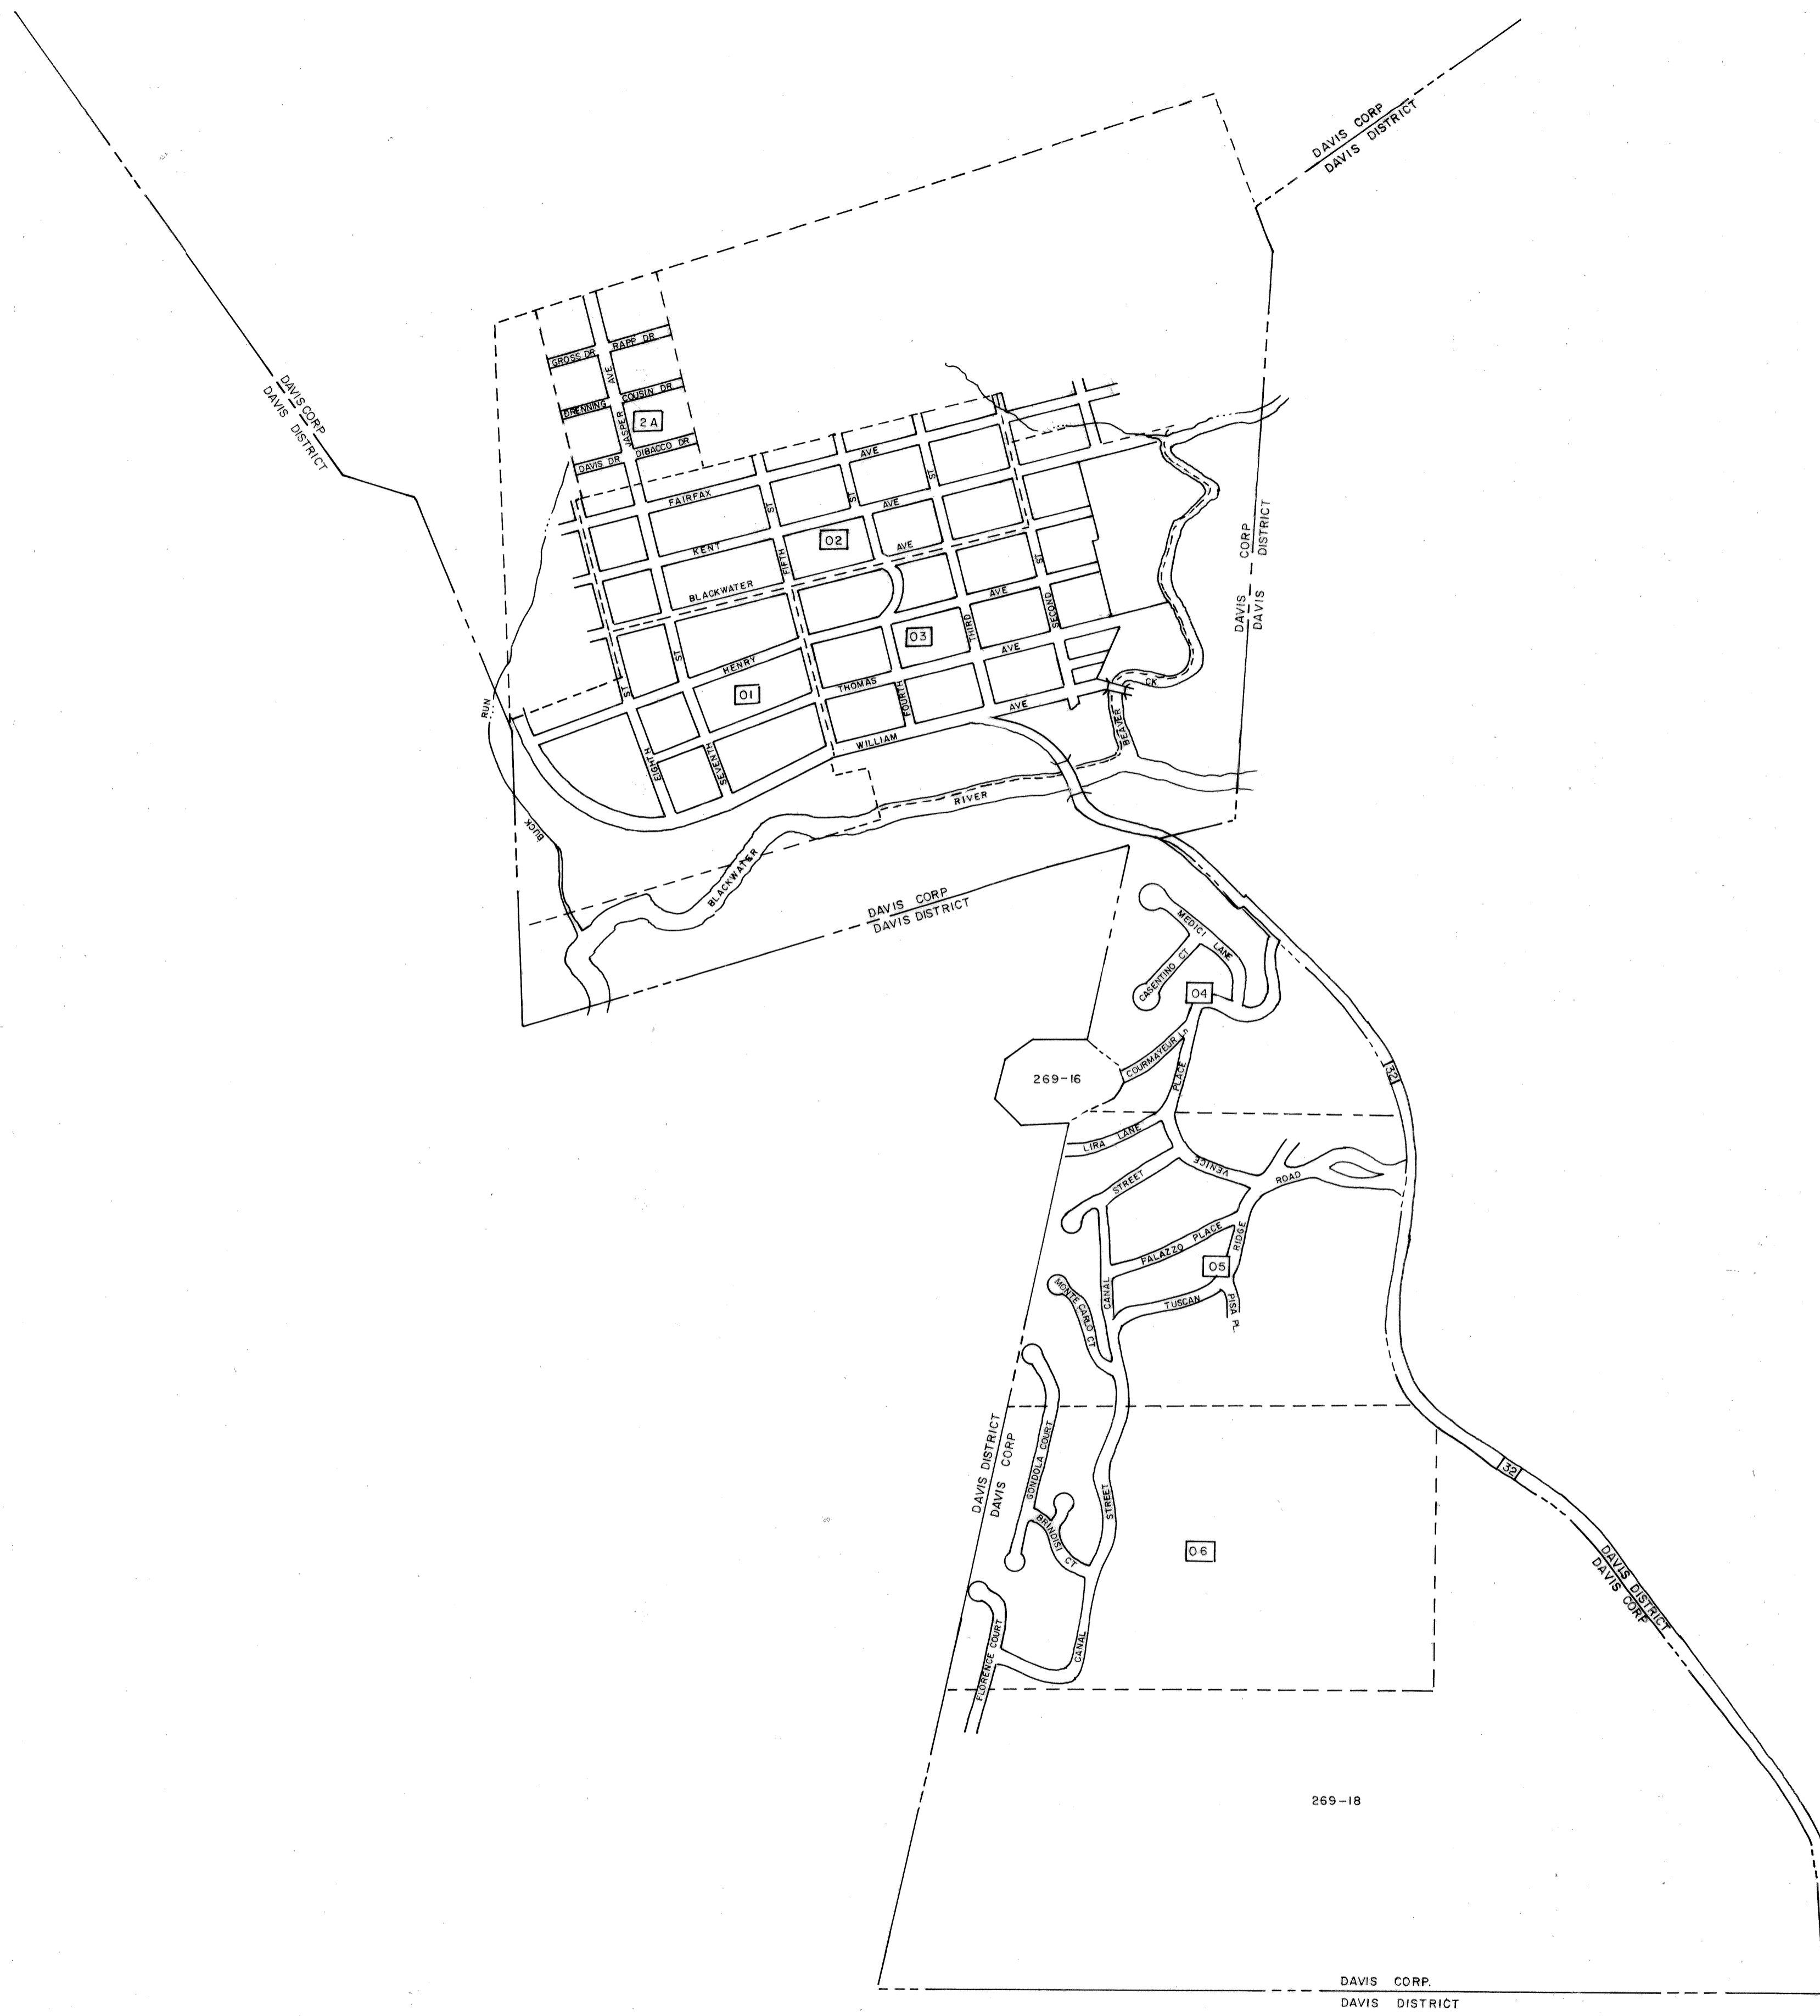 DAVIS CORP
DAVIS DISTRICT
DAVIS CORP
DAVIS DISTRICT
GROSS DR
RAPP DR
AVE
DRENNING
COUSIN DR
JASPER
2A
DAVIS DR
DIBACCO DR
AVE
FAIRFAX
ST
ST
ST
AVE
KENT
02
AVE
FIFTH
BLACKWATER
ST
AVE
SECOND
THIRD
03
ST
HENRY
AVE
01
THOMAS
FOURTH
ST
AVE
WILLIAM
EIGHTH
SEVENTH
RUN
BUCK
CK
BEAVER
DAVIS CORP
DAVIS DISTRICT
RIVER
BLACKWATER
DAVIS CORP
DAVIS DISTRICT
MEDICI LANE
CASENTINO CT
04
COURMAYEUR Ln
269-16
PLACE
32
LIRA LANE
VENICE
STREET
ROAD
PALAZZO PLACE
RIDGE
05
MONTE CARLO CT
CANAL
TUSCAN
PISA PL
DAVIS DISTRICT
DAVIS CORP
GONDOLA COURT
STREET
32
BRINDISI CT
06
DAVIS DISTRICT
DAVIS CORP
FLORENCE COURT
CANAL
269-18
DAVIS CORP.
DAVIS DISTRICT